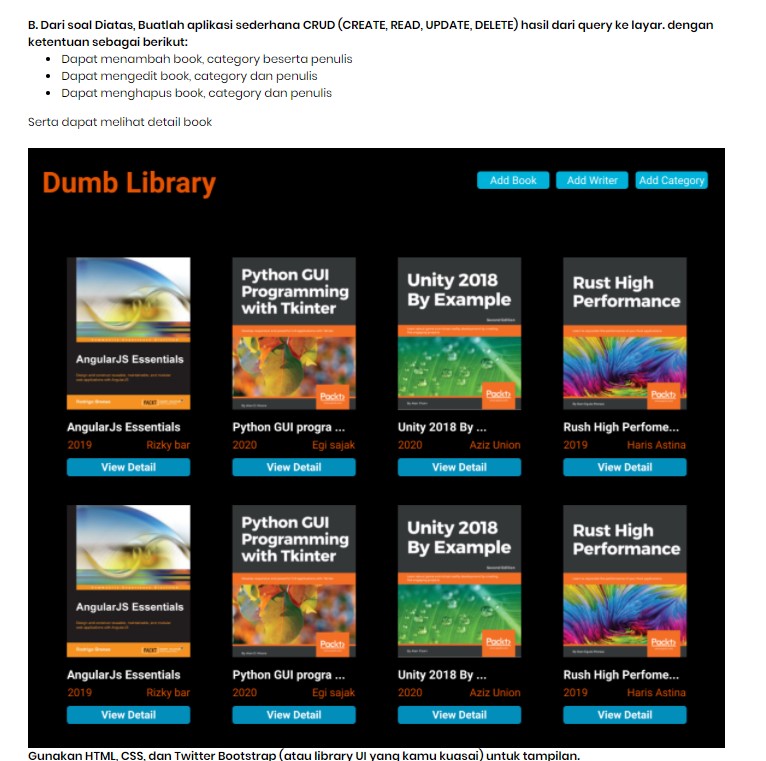 B. Dari soal Diatas, Buatlah aplikasi sederhana CRUD (CREATE, READ, UPDATE, DELETE) hasil dari query ke layar. dengan
ketentuan sebagai berikut:
• Dapat menambah book, category beserta penulis
• Dapat mengedit book, category dan penulis
• Dapat menghapus book, category dan penulis
Serta dapat melihat detail book
Dumb Library
Add Book Add Writer Add Category
AngularJS Essentials
Packt
Python GUI
Programming
with Tkinter
Packt
Unity 2018
By Example
Packt
Rust High
Performance
Packt
AngularJs Essentials Python GUI progra ... Unity 2018 By ... Rush High Perfome...
2019 Rizky bar 2020 Egi sajak 2020 Aziz Union 2019 Haris Astina
View Detail View Detail View Detail View Detail
AngularJS Essentials
Packt
Python GUI
Programming
with Tkinter
Packt
Unity 2018
By Example
Packt
Rust High
Performance
Packt
AngularJs Essentials Python GUI progra ... Unity 2018 By ... Rush High Perfome...
2019 Rizky bar 2020 Egi sajak 2020 Aziz Union 2019 Haris Astina
View Detail View Detail View Detail View Detail
Gunakan HTML, CSS, dan Twitter Bootstrap (atau library UI yang kamu kuasai) untuk tampilan.